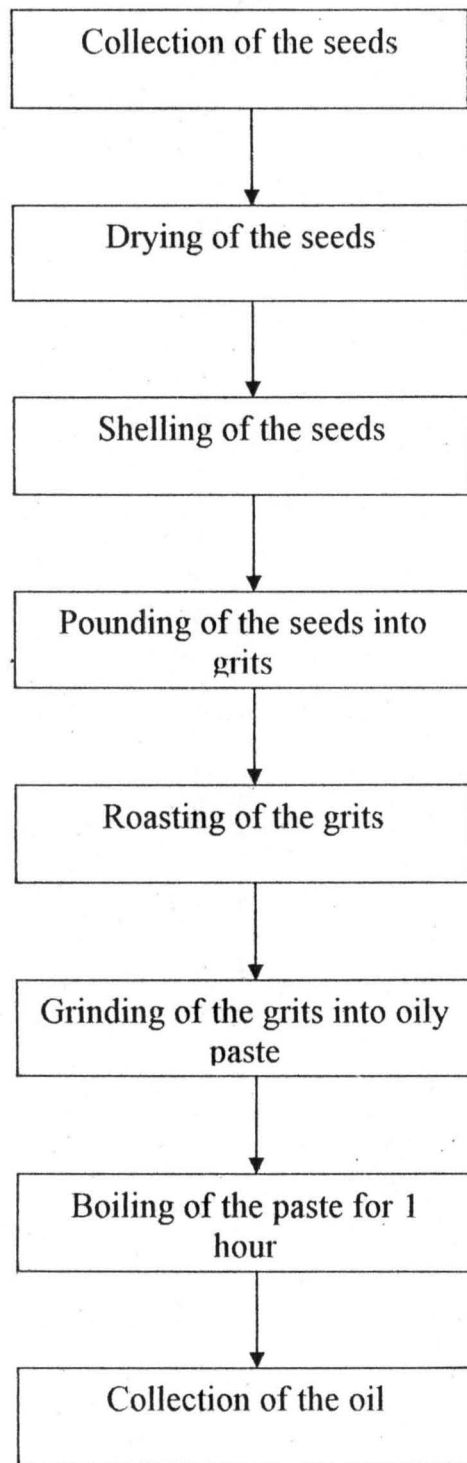 Collection of the seeds
Drying of the seeds
Shelling of the seeds
Pounding of the seeds into
grits
Roasting of the grits
Grinding of the grits into oily
paste
Boiling of the paste for 1
hour
Collection of the oil